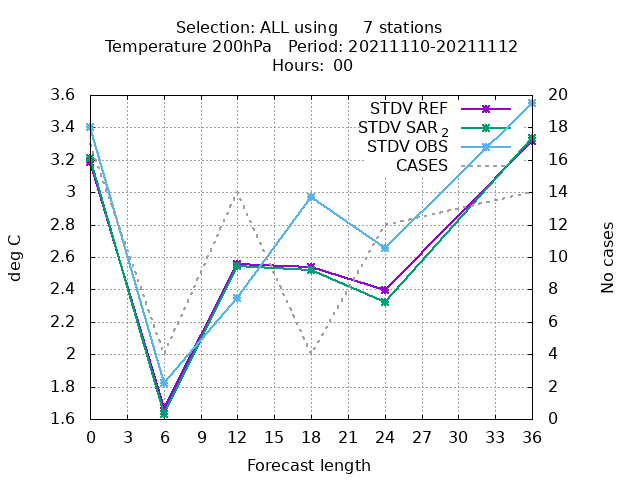 Selection: ALL using     7 stations
Temperature 200hPa   Period: 20211110-20211112
Hours:  00
3.6
3.4
3.2
3
2.8
2.6
2.4
2.2
2
1.8
1.6
deg C
STDV REF
STDV SAR2
STDV OBS
CASES
20
18
16
14
12
10
8
6
4
2
0
No cases
0 3 6 9 12 15 18 21 24 27 30 33 36
Forecast length